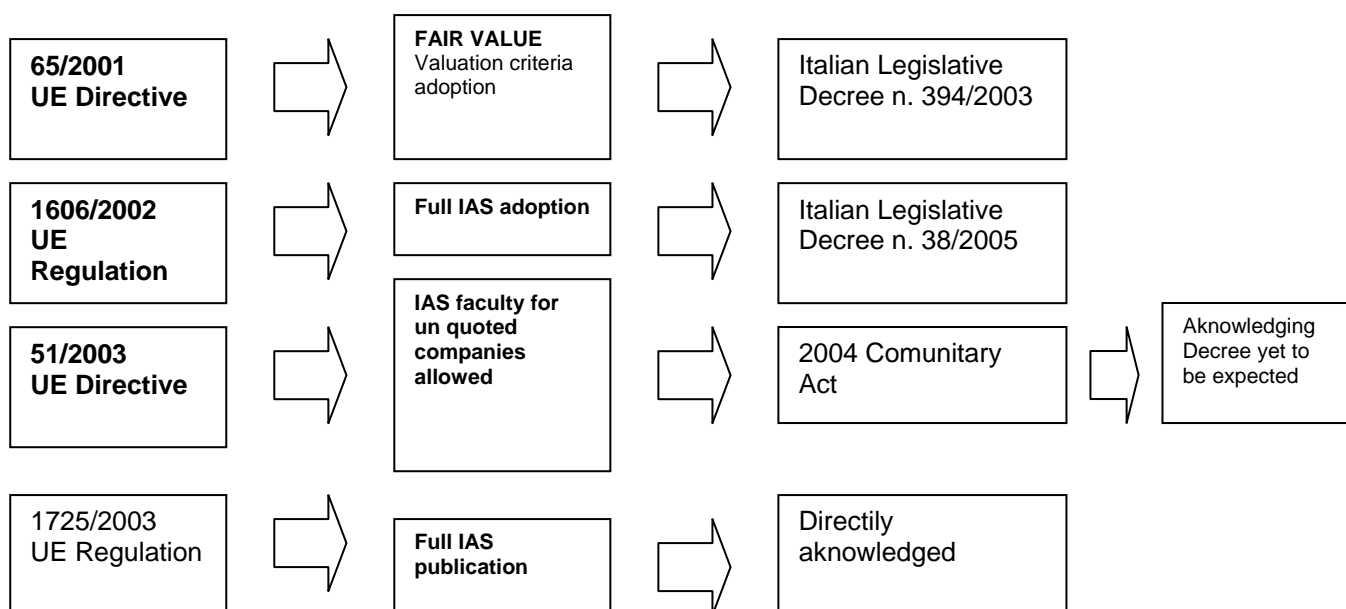 65/2001
UE Directive
FAIR VALUE
Valuation criteria
adoption
Italian Legislative
Decree n. 394/2003
1606/2002
UE
Regulation
Full IAS adoption
Italian Legislative
Decree n. 38/2005
51/2003
UE Directive
IAS faculty for
un quoted
companies
allowed
2004 Comunitary
Act
Aknowledging
Decree yet to
be expected
1725/2003
UE Regulation
Full IAS
publication
Directily
aknowledged